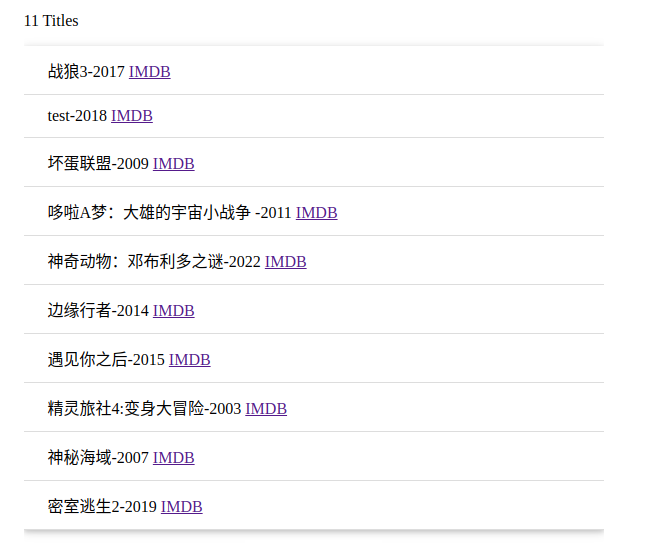 11 Titles
战狼3-2017 IMDB
test-2018 IMDB
坏蛋联盟-2009 IMDB
哆啦A梦：大雄的宇宙小战争 -2011 IMDB
神奇动物：邓布利多之谜-2022 IMDB
边缘行者-2014 IMDB
遇见你之后-2015 IMDB
精灵旅社4:变身大冒险-2003 IMDB
神秘海域-2007 IMDB
密室逃生2-2019 IMDB